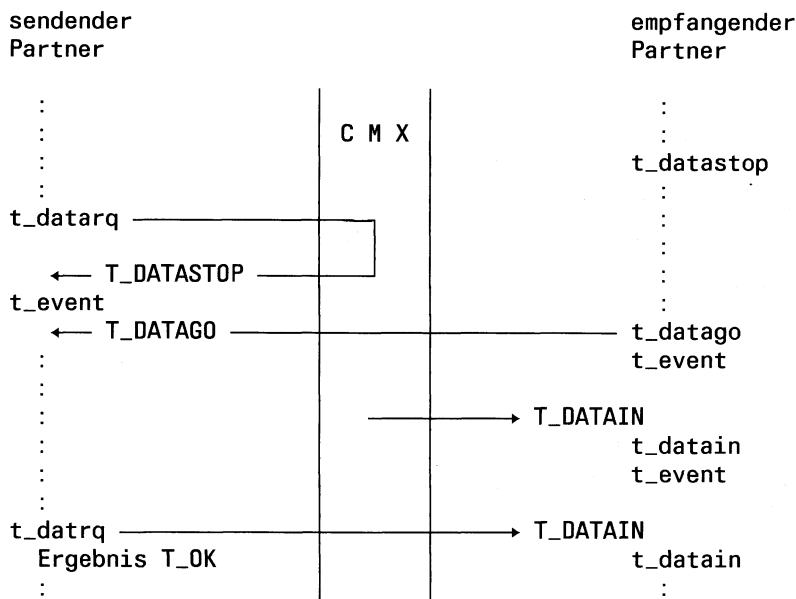 sendender
Partner
empfangender
Partner
:
:
:
:
C M X
:
:
t_datastop
:
:
:
:
:
t_datarq
← T_DATASTOP
t_event
← T_DATAGO
t_datago
t_event
:
:
:
:
:
:
T_DATAIN
t_datain
t_event
t_datrq
T_DATAIN
Ergebnis T_OK
t_datain
:
: